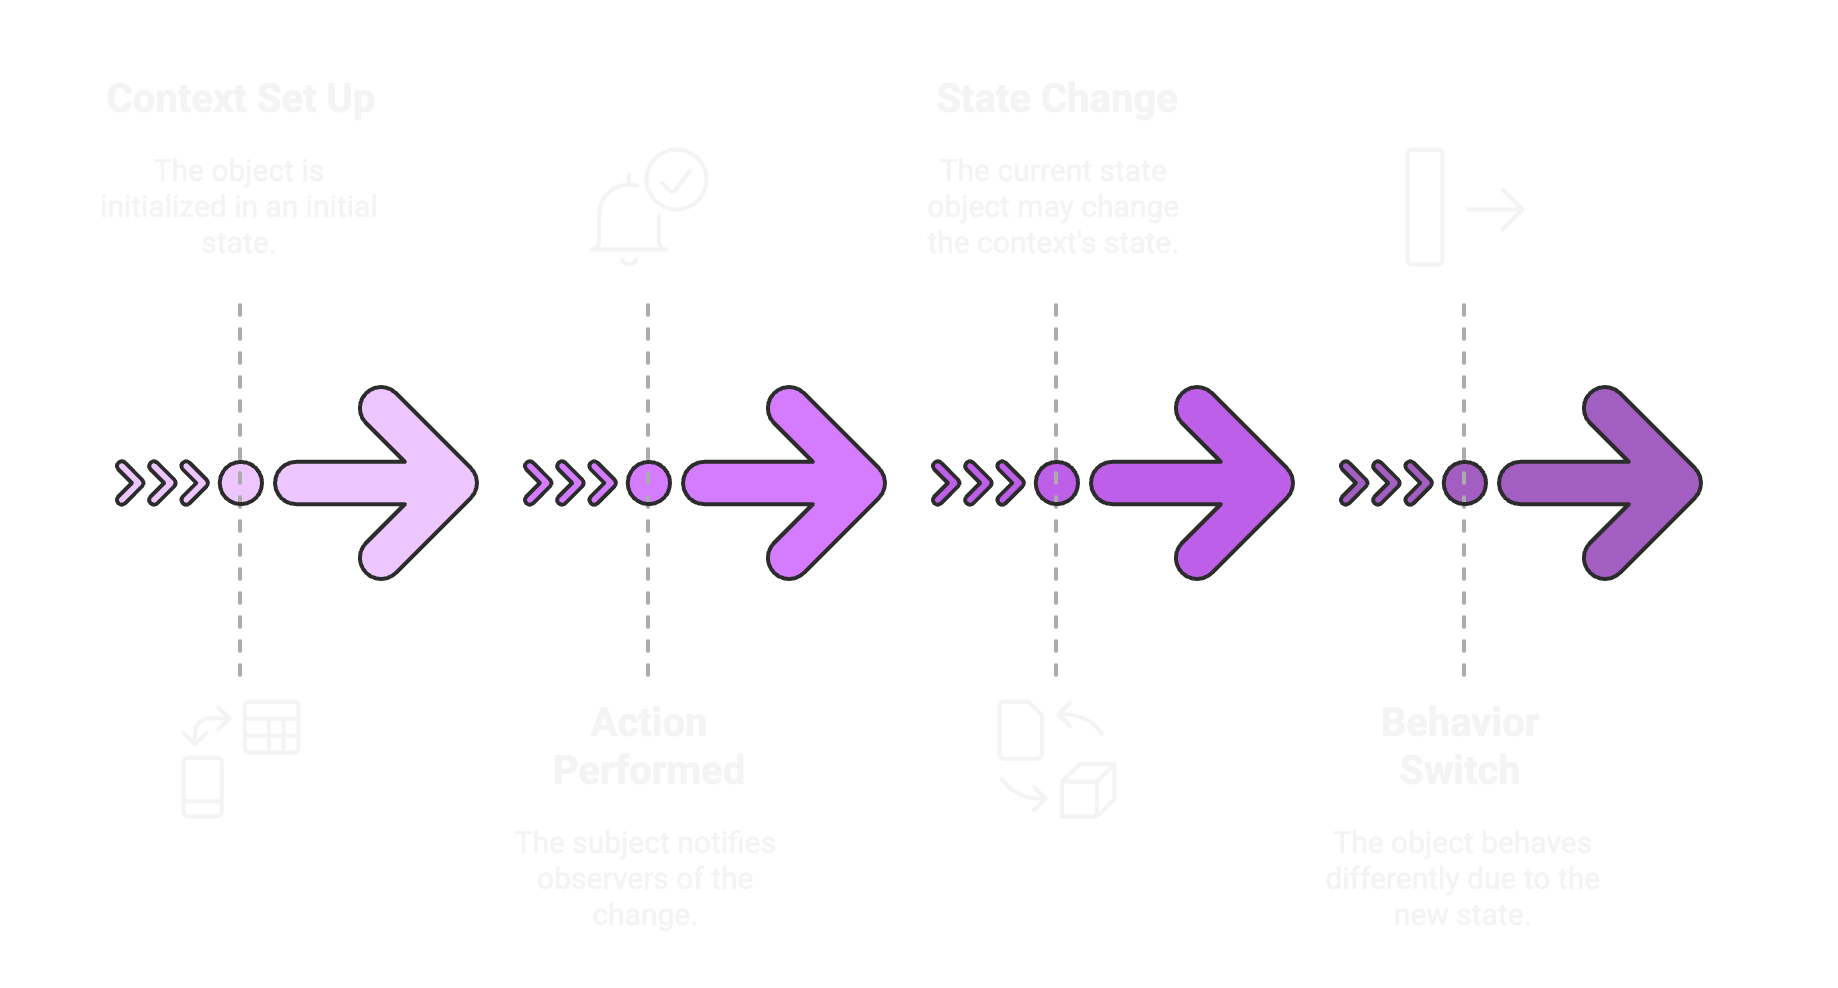 Context Set Up
The object is
initialized in an initial
state.
Action
Performed
The subject notifies
observers of the
change.
State Change
The current state
object may change
the context's state.
Behavior
Switch
The object behaves
differently due to the
new state.